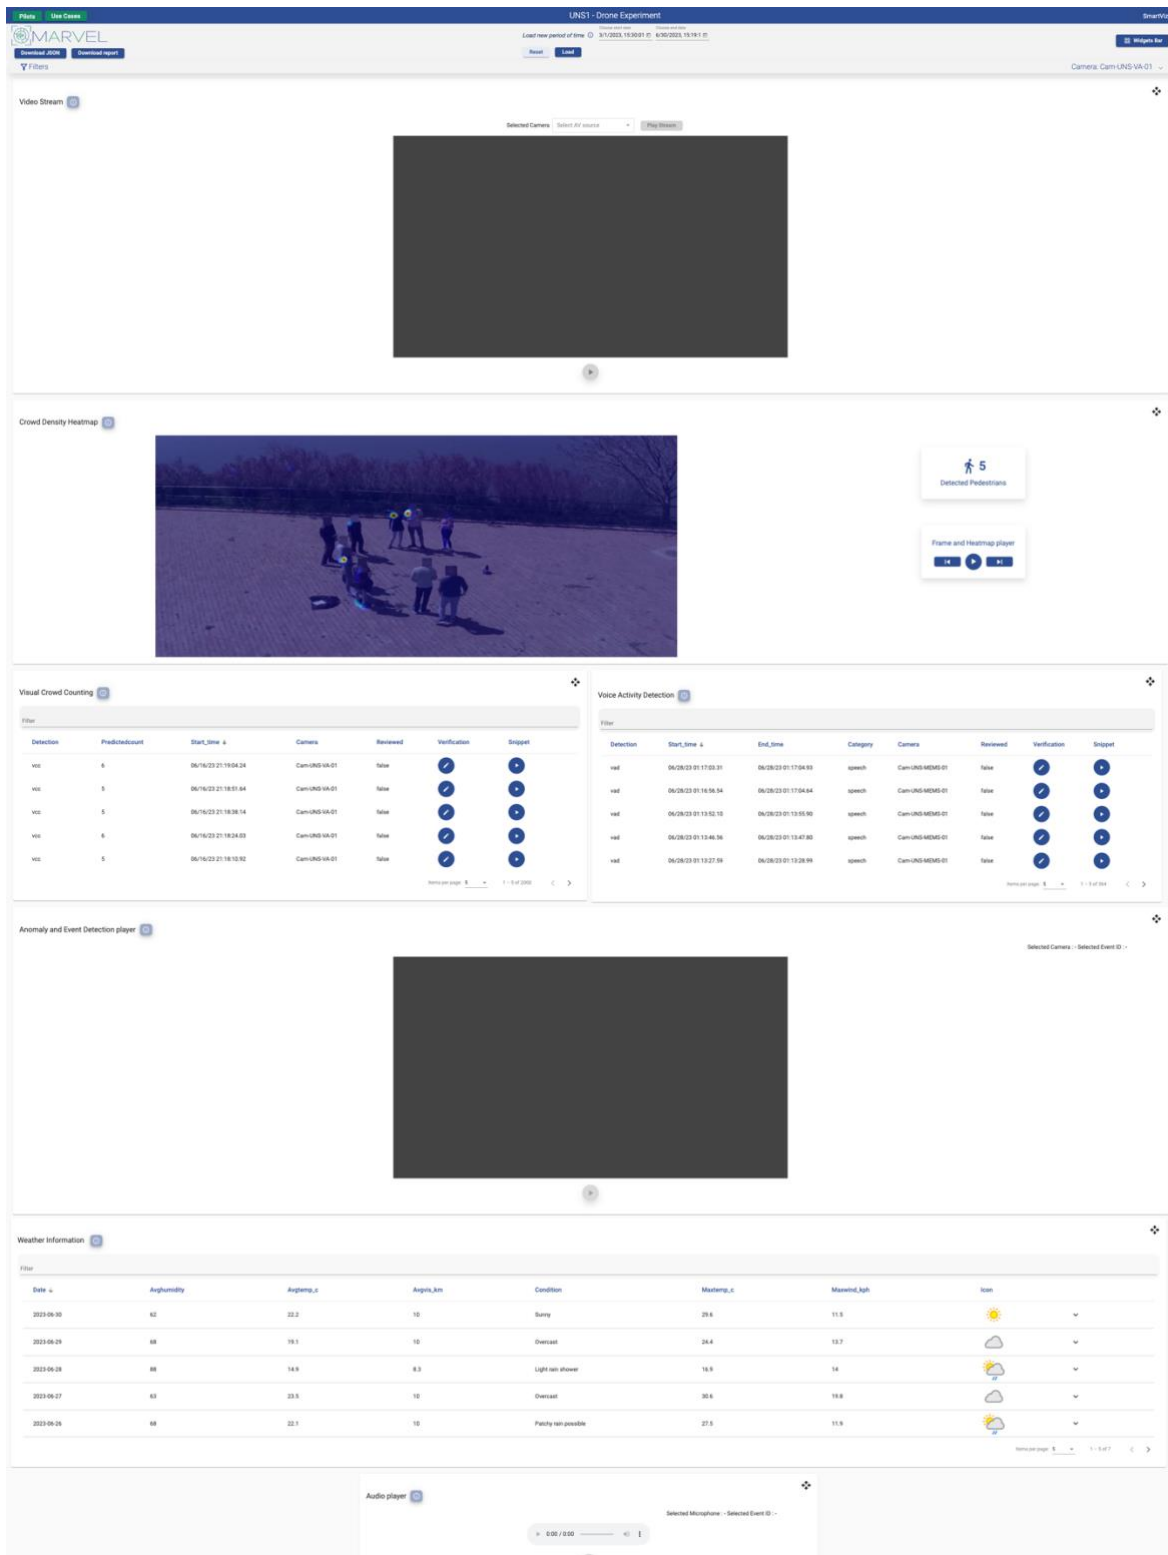 Pilots Use Cases UNS1 - Drone Experiment SmartViz
MARVEL
Load new period of time Choose start date 3/1/2023, 15:30:01 Choose end date 6/30/2023, 15:19:1
Download JSON Download report Reset Load Widgets Bar
Filters Camera: Cam-UNS-VA-01
Video Stream
Selected Camera Select AV source Play Stream
Crowd Density Heatmap
5
Detected Pedestrians
Frame and Heatmap player
Visual Crowd Counting
Filter
Detection Predictedcount Start_time Camera Reviewed Verification Snippet
vcc 6 06/16/23 21:19:04.24 Cam-UNS-VA-01 false
vcc 5 06/16/23 21:18:51.64 Cam-UNS-VA-01 false
vcc 5 06/16/23 21:18:38.14 Cam-UNS-VA-01 false
vcc 6 06/16/23 21:18:24.03 Cam-UNS-VA-01 false
vcc 5 06/16/23 21:18:10.92 Cam-UNS-VA-01 false
Items per page: 5 1 – 5 of 2000
Voice Activity Detection
Filter
Detection Start_time End_time Category Camera Reviewed Verification Snippet
vad 06/28/23 01:17:03.31 06/28/23 01:17:04.93 speech Cam-UNS-MEMS-01 false
vad 06/28/23 01:16:56.54 06/28/23 01:17:04.64 speech Cam-UNS-MEMS-01 false
vad 06/28/23 01:13:52.10 06/28/23 01:13:55.90 speech Cam-UNS-MEMS-01 false
vad 06/28/23 01:13:46.56 06/28/23 01:13:47.80 speech Cam-UNS-MEMS-01 false
vad 06/28/23 01:13:27.59 06/28/23 01:13:28.99 speech Cam-UNS-MEMS-01 false
Items per page: 5 1 – 5 of
Anomaly and Event Detection player
Selected Camera : - Selected Event ID : -
Weather Information
Filter
Date Avghumidity Avgtemp_c Avgvis_km Condition Maxtemp_c Maxwind_kph Icon
2023-06-30 62 22.2 10 Sunny 29.6 11.5
2023-06-29 68 19.1 10 Overcast 24.4 13.7
2023-06-28 88 14.9 8.3 Light rain shower 16.9 14
2023-06-27 63 23.5 10 Overcast 30.6 19.8
2023-06-26 68 22.1 10 Patchy rain possible 27.5 11.9
Items per page: 5 1 – 5 of 7
Audio player
Selected Microphone : - Selected Event ID : -
0:00 / 0:00